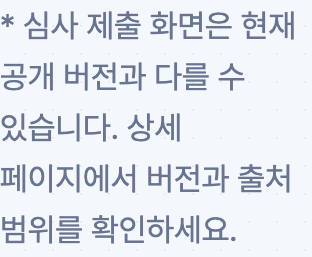 * 심사 제출 화면은 현재
공개 버전과 다를 수
있습니다. 상세
페이지에서 버전과 출처
범위를 확인하세요.